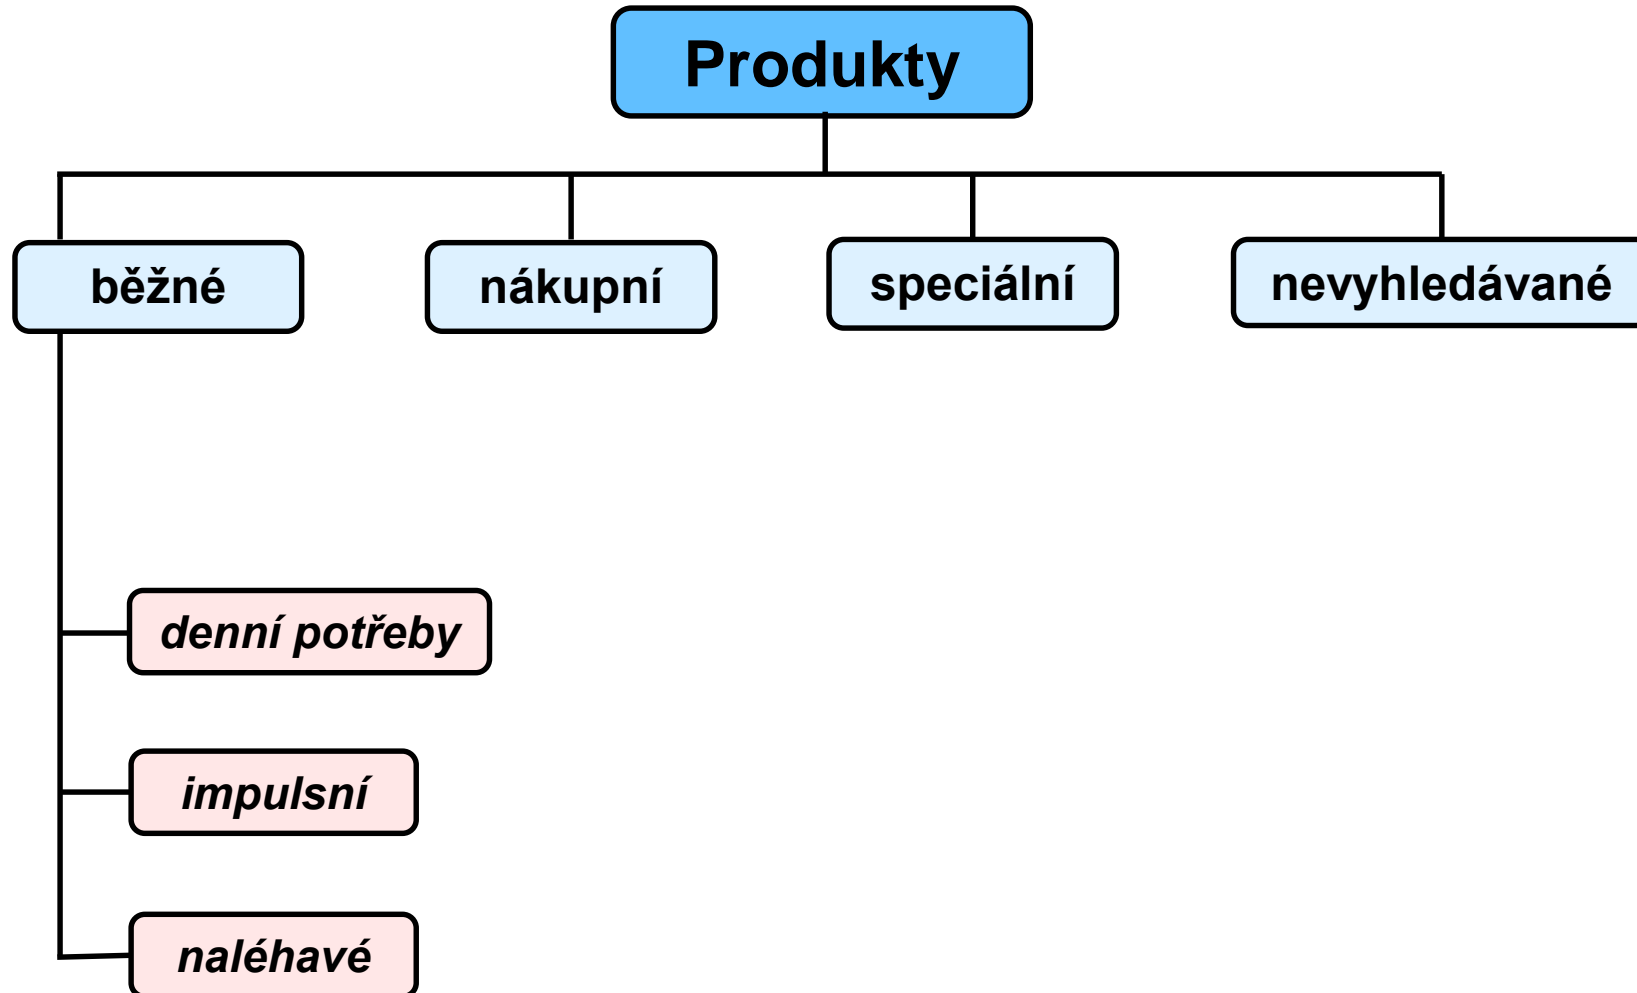 Produkty
běžné
nákupní
speciální
nevyhledávané
denní potřeby
impulsní
naléhavé